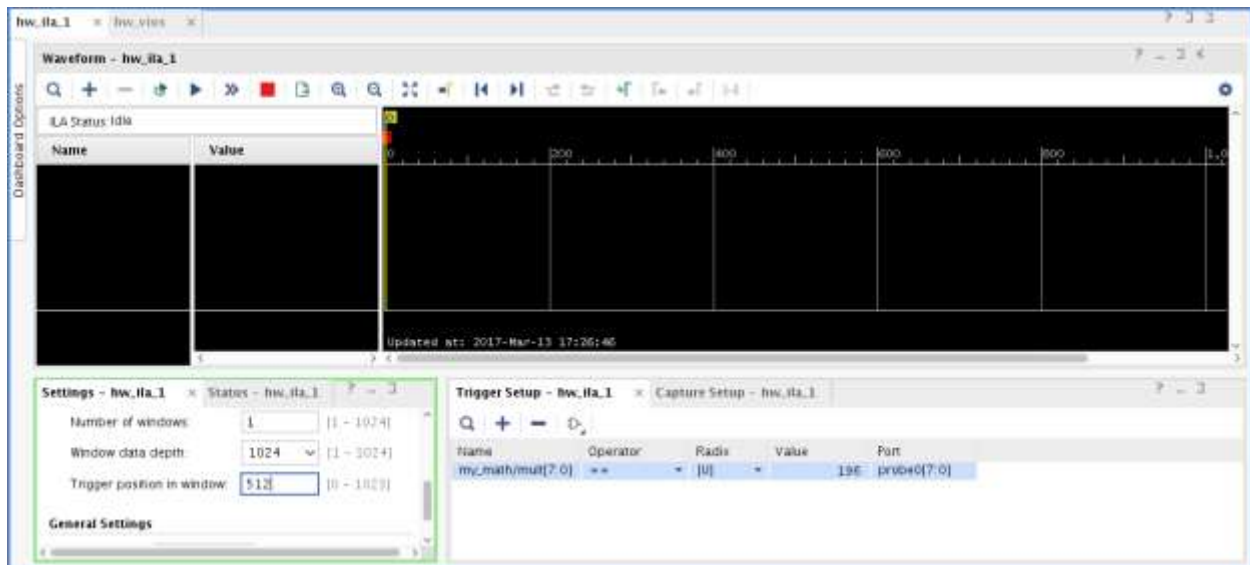 hw_ila_1 × hw_vios ×
Dashboard Options
Waveform - hw_ila_1
ILA Status: Idle
Name Value
0 200 400 600 800 1,0
Updated at: 2017-Mar-13 17:26:46
Settings - hw_ila_1 × Status - hw_ila_1
Number of windows: 1 [1 - 1024]
Window data depth: 1024 [1 - 1024]
Trigger position in window: 512 [0 - 1023]
General Settings
Trigger Setup - hw_ila_1 × Capture Setup - hw_ila_1
Name Operator Radix Value Port
my_math/mult[7:0] == [U] 196 probe0[7:0]